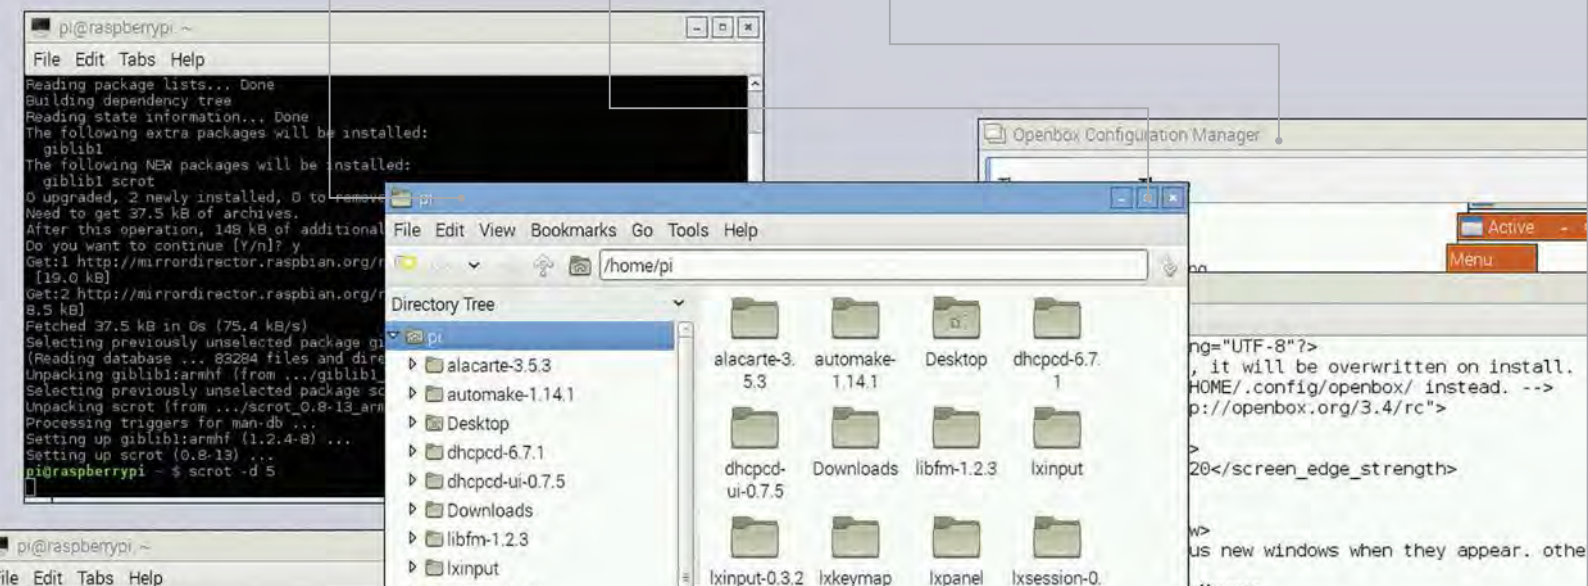 pi@raspberrypi: ~
File Edit Tabs Help
Reading package lists... Done
Building dependency tree
Reading state information... Done
The following extra packages will be installed:
giblib1
The following NEW packages will be installed:
giblib1 scrot
0 upgraded, 2 newly installed, 0 to remove
Need to get 37.5 kB of archives.
After this operation, 148 kB of additional
Do you want to continue [Y/n]? y
Get:1 http://mirrordirector.raspbian.org/r
[19.0 kB]
Get:2 http://mirrordirector.raspbian.org/r
8.5 kB]
Fetched 37.5 kB in 0s (75.4 kB/s)
Selecting previously unselected package gi
(Reading database ... 83284 files and dire
Unpacking giblib1:armhf (from .../giblib1_
Selecting previously unselected package sc
Unpacking scrot (from .../scrot_0.8-13_arm
Processing triggers for man-db ...
Setting up giblib1:armhf (1.2.4-8) ...
Setting up scrot (0.8-13) ...
pi@raspberrypi ~ $ scrot -d 5
pi@raspberrypi: ~
File Edit Tabs Help
pi
File Edit View Bookmarks Go Tools Help
/home/pi
Directory Tree
pi
alacarte-3.5.3
automake-1.14.1
Desktop
dhcpcd-6.7.1
dhcpcd-ui-0.7.5
Downloads
libfm-1.2.3
lxinput
alacarte-3.5.3
automake-1.14.1
Desktop
dhcpcd-6.7.1
dhcpcd-ui-0.7.5
Downloads
libfm-1.2.3
lxinput
lxinput-0.3.2
lxkeymap
lxpanel
lxsession-0.
Openbox Configuration Manager
Active
Menu
ng="UTF-8"?>
, it will be overwritten on install.
HOME/.config/openbox/ instead. -->
p://openbox.org/3.4/rc">
>
20</screen_edge_strength>
w>
us new windows when they appear. othe